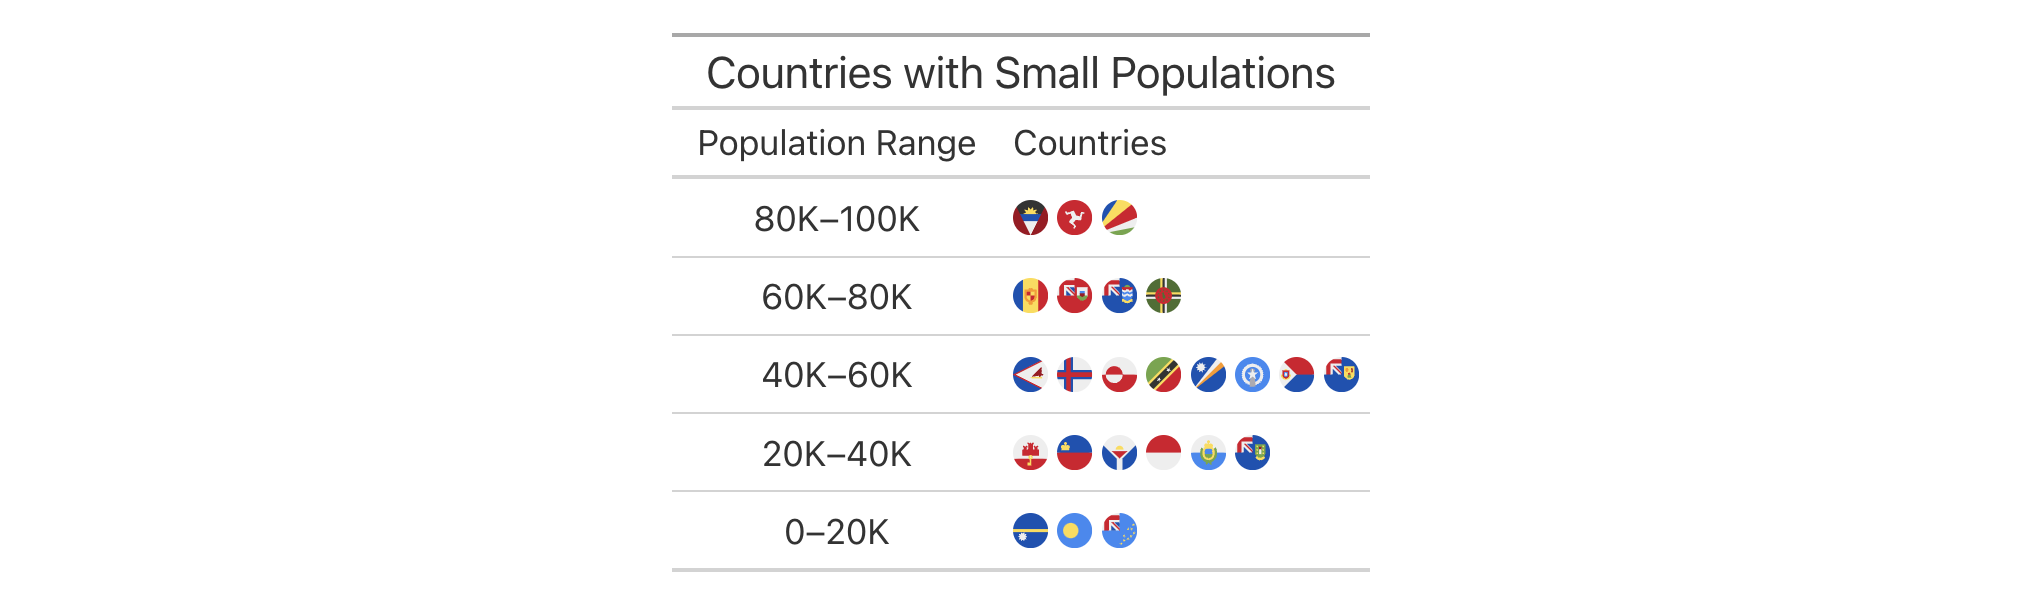 Countries with Small Populations
Population Range Countries
80K–100K
60K–80K
40K–60K
20K–40K
0–20K